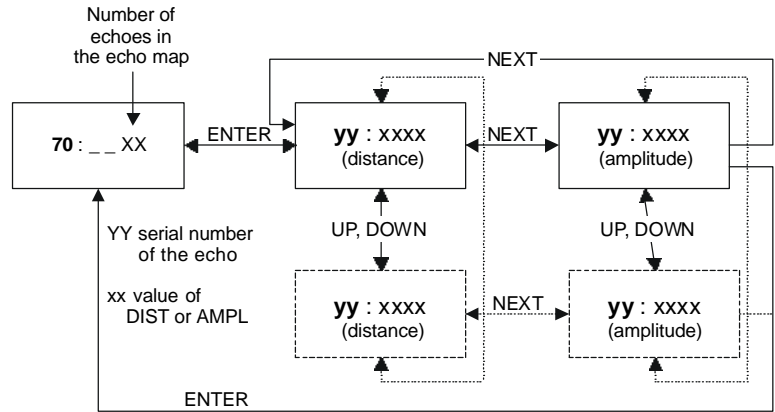 Number of
echoes in
the echo map
NEXT
70 : _ _ XX
ENTER
yy : xxxx
(distance)
NEXT
yy : xxxx
(amplitude)
YY serial number
of the echo
xx value of
DIST or AMPL
UP, DOWN
UP, DOWN
yy : xxxx
(distance)
NEXT
yy : xxxx
(amplitude)
ENTER